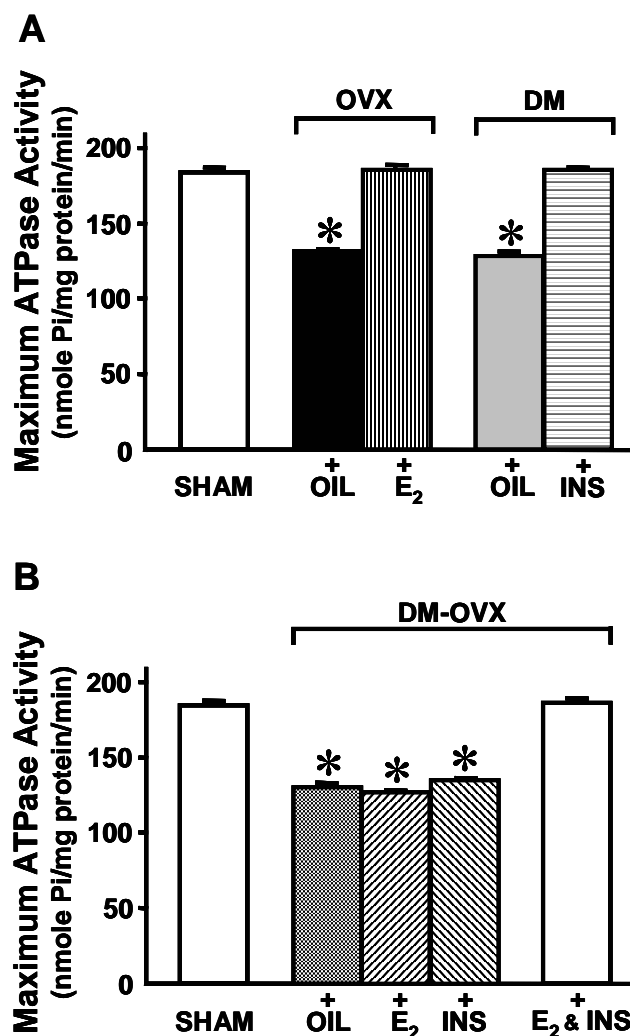 A
Maximum ATPase Activity
(nmole Pi/mg protein/min)
OVX DM
200
150
100
50
0
* *
+ + + +
SHAM OIL E2 OIL INS
B
Maximum ATPase Activity
(nmole Pi/mg protein/min)
DM-OVX
200
150
100
50
0
* * *
+ + + +
SHAM OIL E2 INS E2 & INS